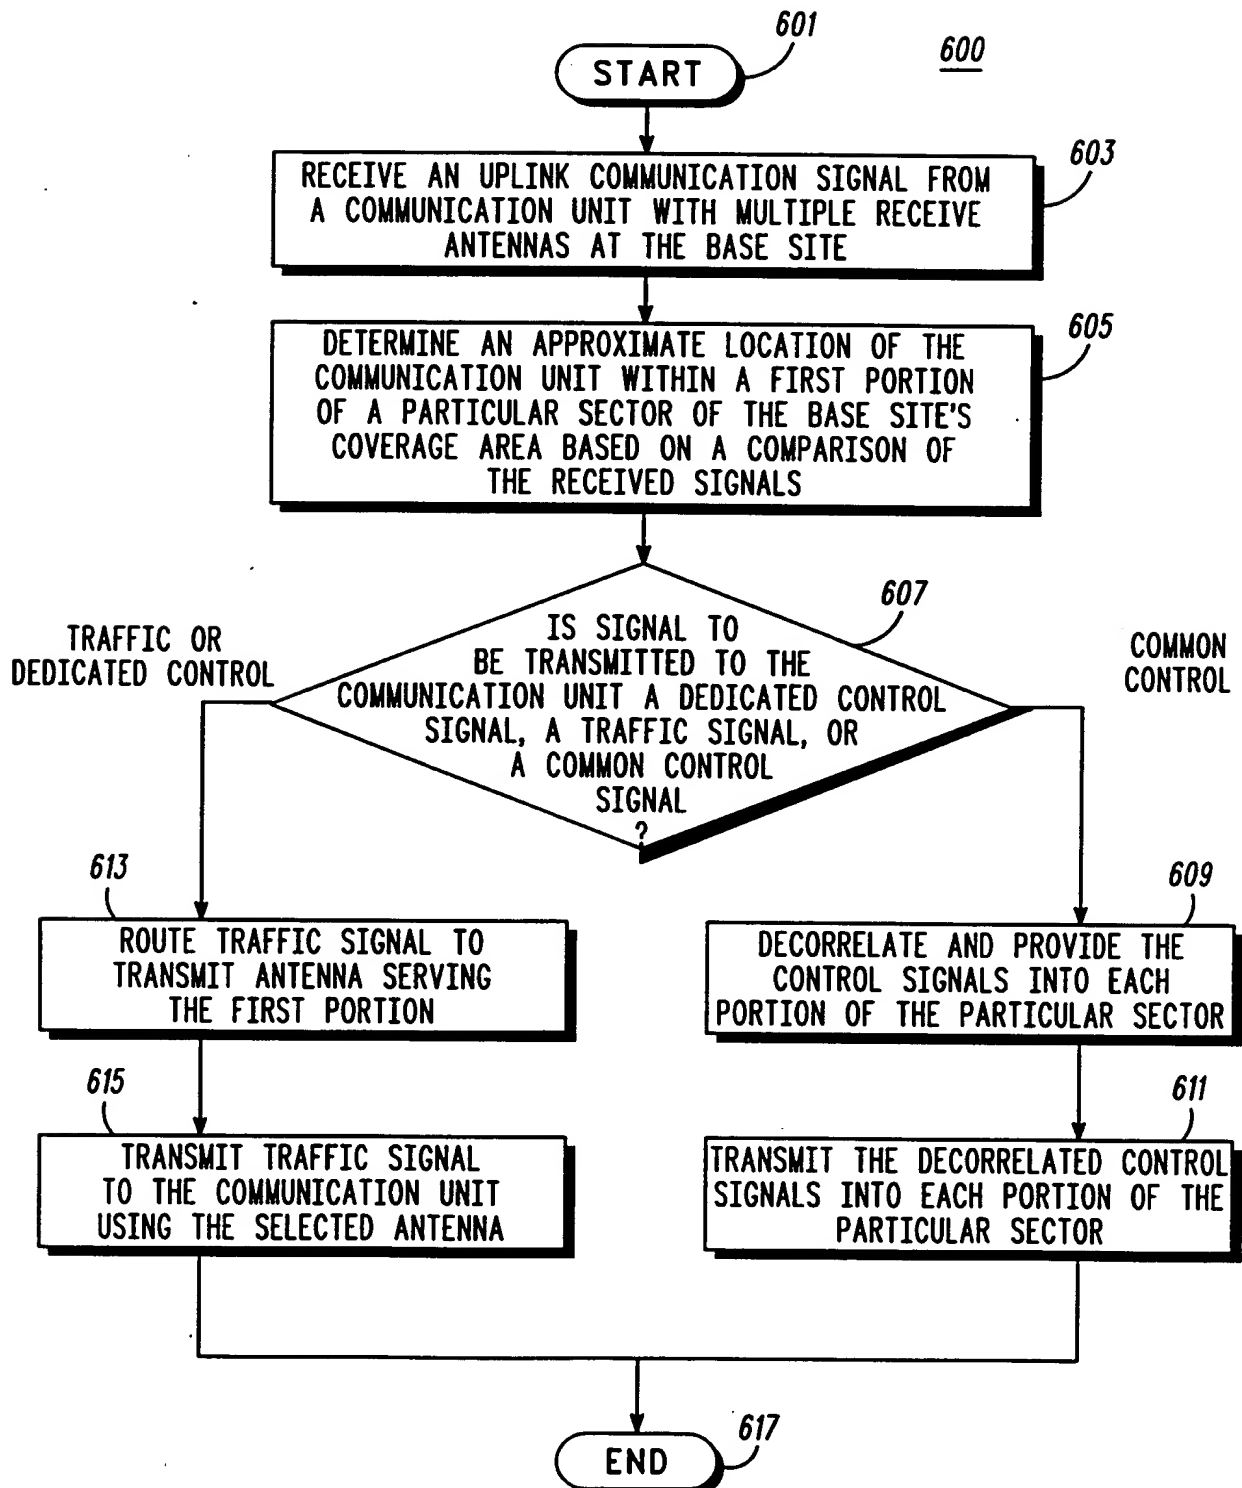 601
600
START
603
RECEIVE AN UPLINK COMMUNICATION SIGNAL FROM
A COMMUNICATION UNIT WITH MULTIPLE RECEIVE
ANTENNAS AT THE BASE SITE
605
DETERMINE AN APPROXIMATE LOCATION OF THE
COMMUNICATION UNIT WITHIN A FIRST PORTION
OF A PARTICULAR SECTOR OF THE BASE SITE'S
COVERAGE AREA BASED ON A COMPARISON OF
THE RECEIVED SIGNALS
607
TRAFFIC OR
DEDICATED CONTROL
IS SIGNAL TO
BE TRANSMITTED TO THE
COMMUNICATION UNIT A DEDICATED CONTROL
SIGNAL, A TRAFFIC SIGNAL, OR
A COMMON CONTROL
SIGNAL
?
COMMON
CONTROL
613
ROUTE TRAFFIC SIGNAL TO
TRANSMIT ANTENNA SERVING
THE FIRST PORTION
609
DECORRELATE AND PROVIDE THE
CONTROL SIGNALS INTO EACH
PORTION OF THE PARTICULAR SECTOR
615
TRANSMIT TRAFFIC SIGNAL
TO THE COMMUNICATION UNIT
USING THE SELECTED ANTENNA
611
TRANSMIT THE DECORRELATED CONTROL
SIGNALS INTO EACH PORTION OF THE
PARTICULAR SECTOR
617
END